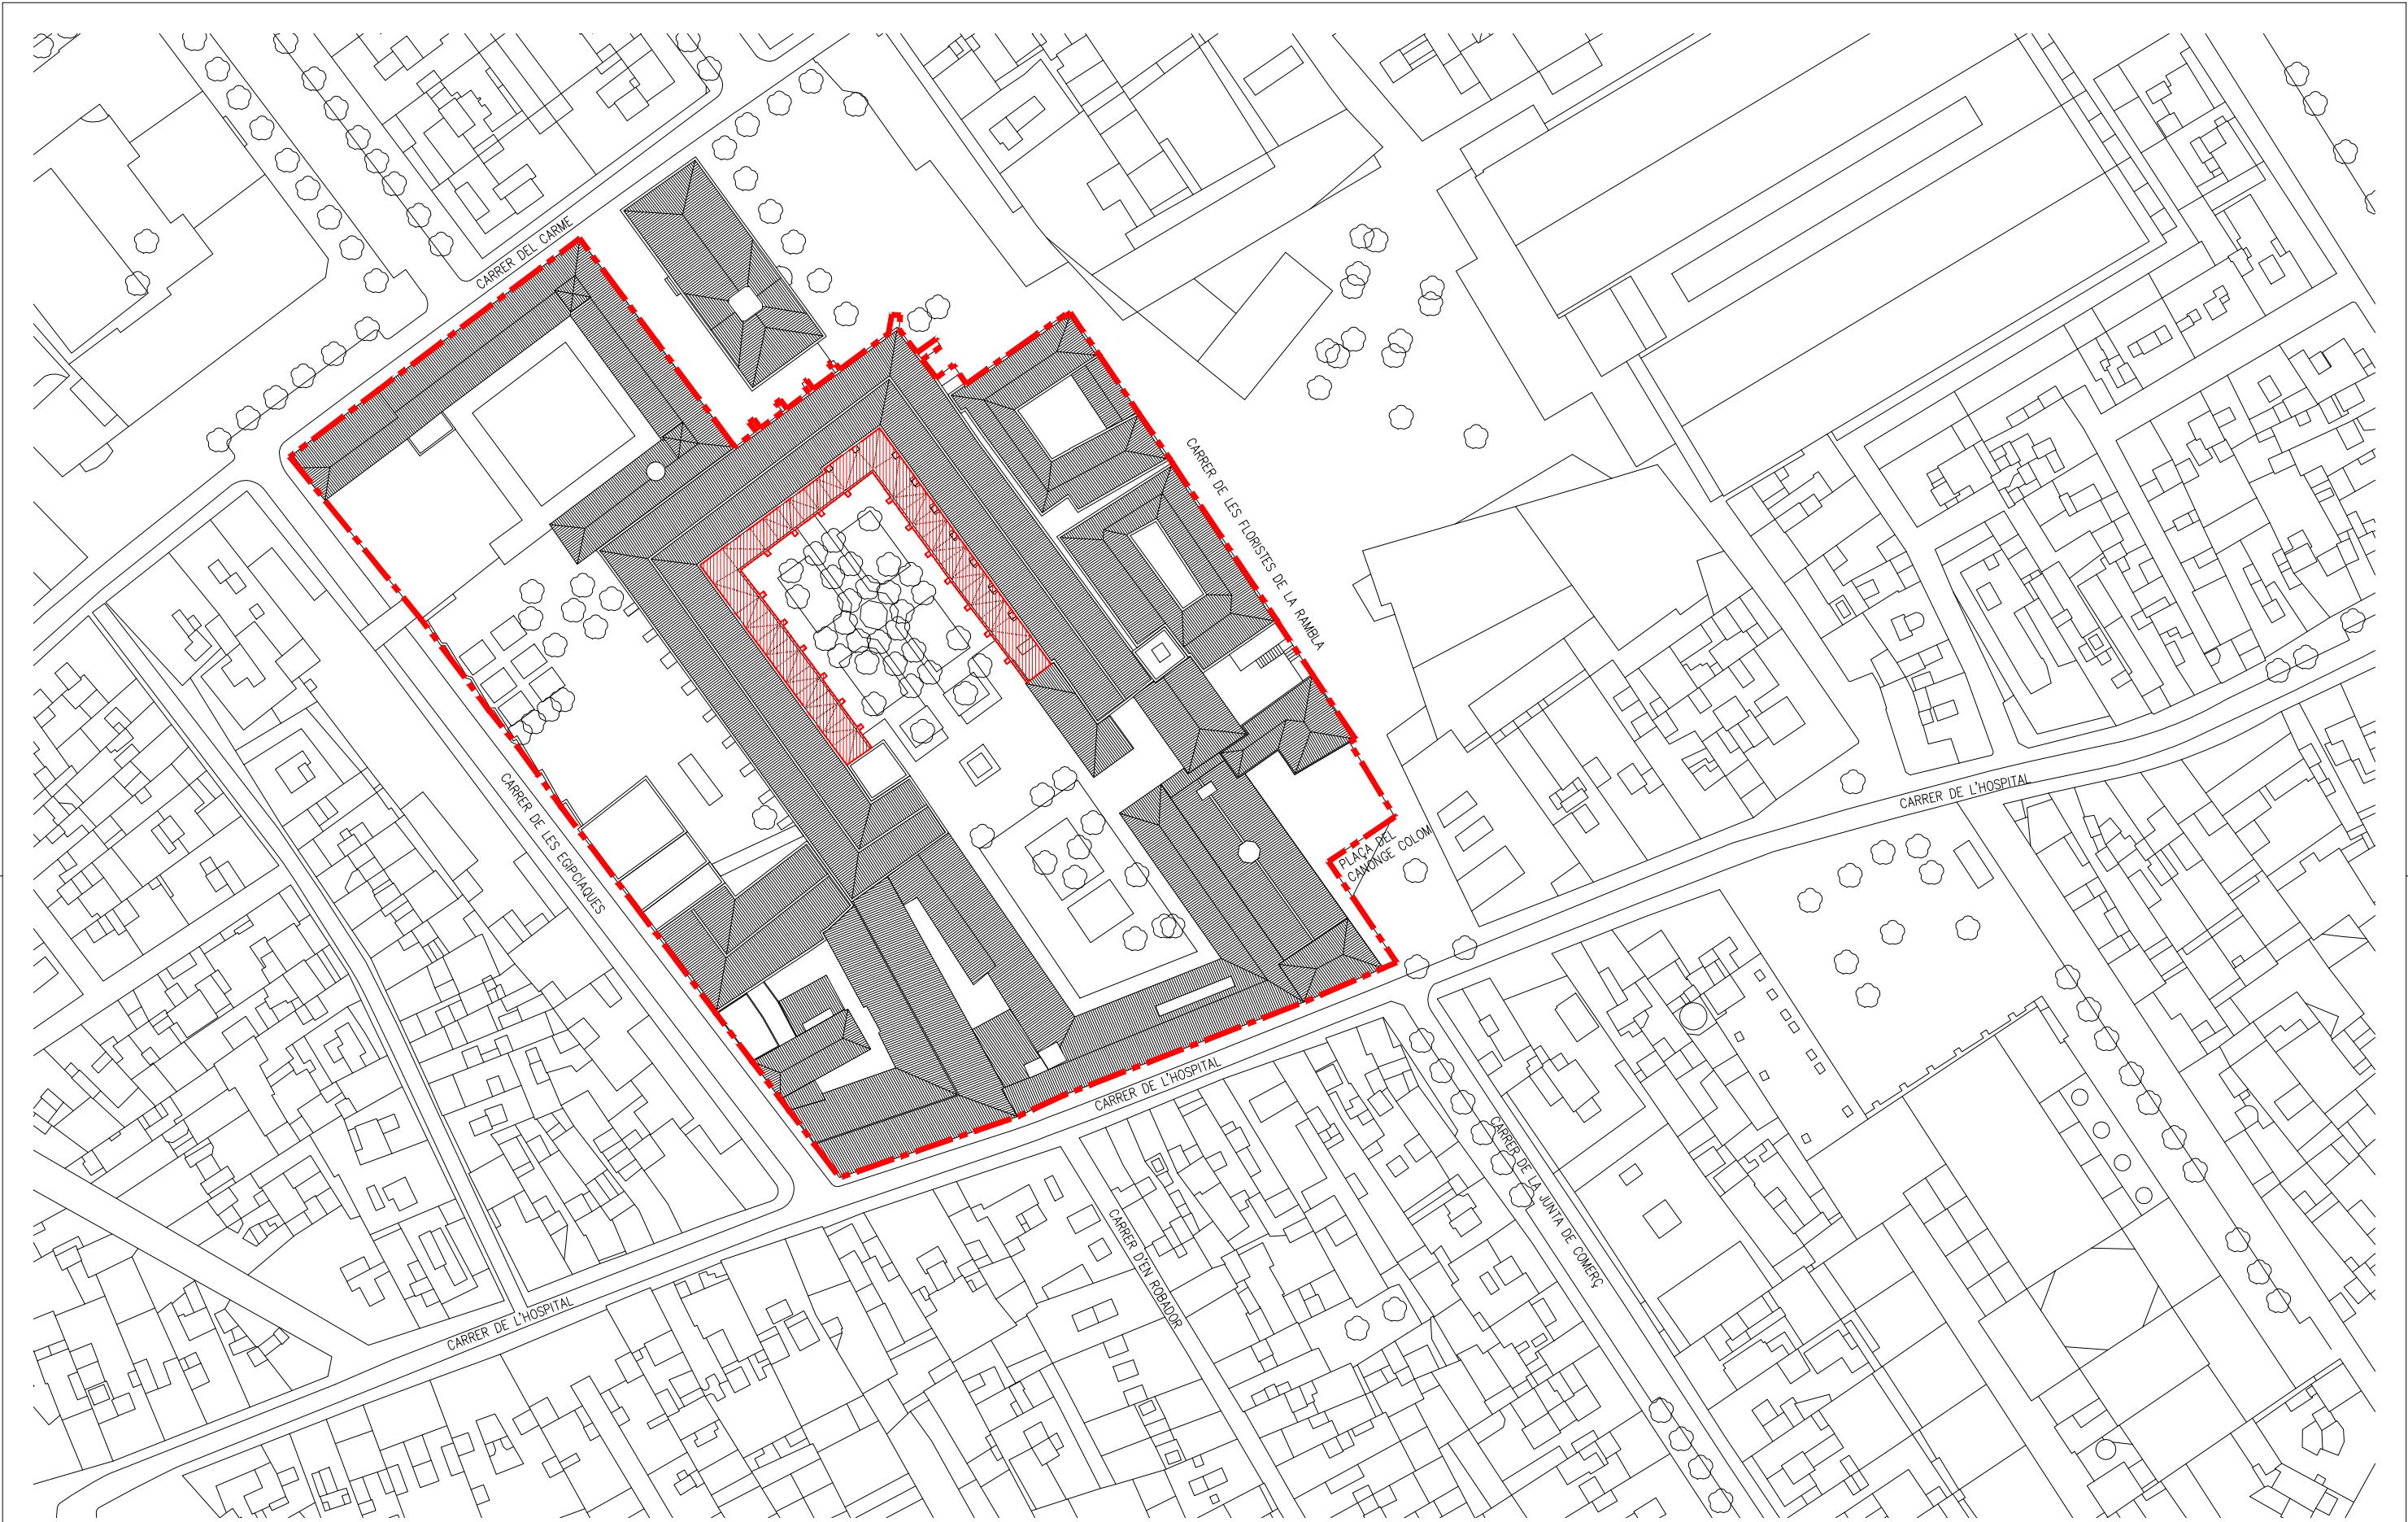 CARRER DEL CARME
CARRER DE LES FLORISTES DE LA RAMBLA
CARRER DE L'HOSPITAL
CARRER DE LES EGIPCÍAQUES
PLAÇA DEL
CANONGE COLOM
CARRER DE L'HOSPITAL
CARRER DE LA JUNTA DE COMERÇ
CARRER D'EN ROBADOR
CARRER DE L'HOSPITAL